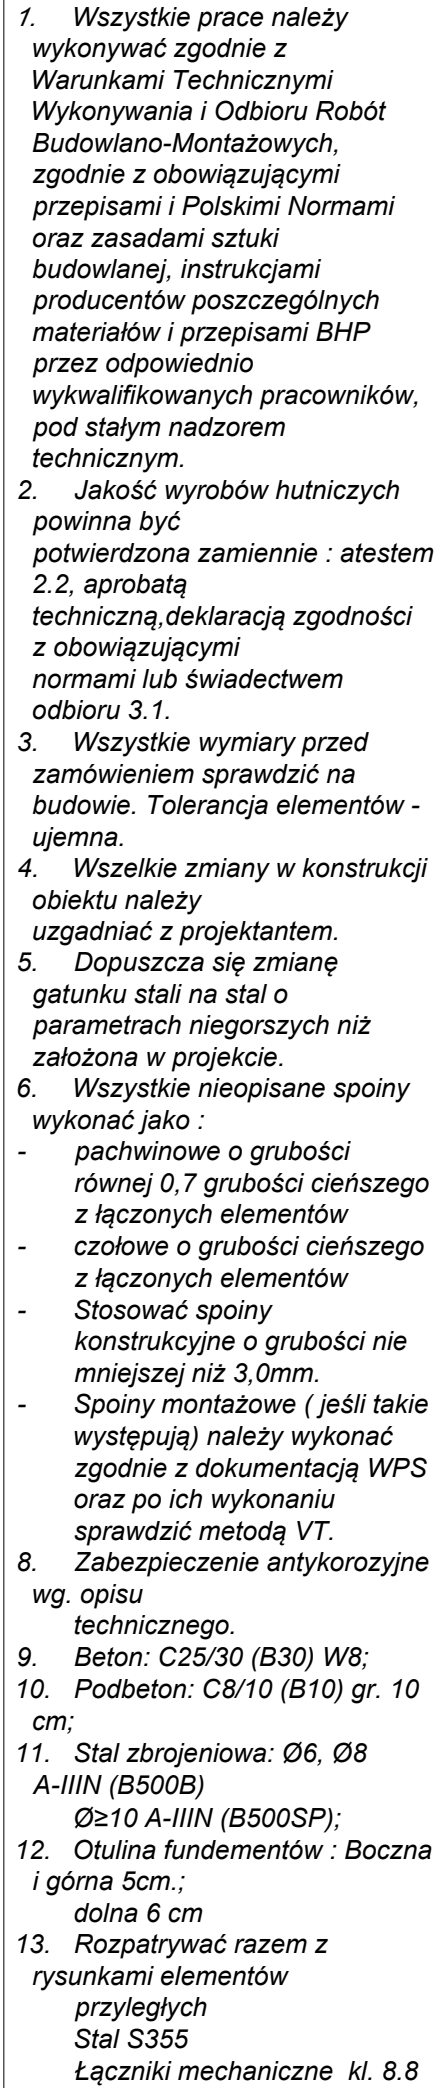 1. Wszystkie prace należy
wykonywać zgodnie z
Warunkami Technicznymi
Wykonywania i Odbioru Robót
Budowlano-Montażowych,
zgodnie z obowiązującymi
przepisami i Polskimi Normami
oraz zasadami sztuki
budowlanej, instrukcjami
producentów poszczególnych
materiałów i przepisami BHP
przez odpowiednio
wykwalifikowanych pracowników,
pod stałym nadzorem
technicznym.
2. Jakość wyrobów hutniczych
powinna być
potwierdzona zamiennie : atestem
2.2, aprobatą
techniczną,deklaracją zgodności
z obowiązującymi
normami lub świadectwem
odbioru 3.1.
3. Wszystkie wymiary przed
zamówieniem sprawdzić na
budowie. Tolerancja elementów -
ujemna.
4. Wszelkie zmiany w konstrukcji
obiektu należy
uzgadniać z projektantem.
5. Dopuszcza się zmianę
gatunku stali na stal o
parametrach niegorszych niż
założona w projekcie.
6. Wszystkie nieopisane spoiny
wykonać jako :
- pachwinowe o grubości
równej 0,7 grubości cieńszego
z łączonych elementów
- czołowe o grubości cieńszego
z łączonych elementów
- Stosować spoiny
konstrukcyjne o grubości nie
mniejszej niż 3,0mm.
- Spoiny montażowe ( jeśli takie
występują) należy wykonać
zgodnie z dokumentacją WPS
oraz po ich wykonaniu
sprawdzić metodą VT.
8. Zabezpieczenie antykorozyjne
wg. opisu
technicznego.
9. Beton: C25/30 (B30) W8;
10. Podbeton: C8/10 (B10) gr. 10
cm;
11. Stal zbrojeniowa: Ø6, Ø8
A-IIIN (B500B)
Ø≥10 A-IIIN (B500SP);
12. Otulina fundementów : Boczna
i górna 5cm.;
dolna 6 cm
13. Rozpatrywać razem z
rysunkami elementów
przyległych
Stal S355
Łączniki mechaniczne kl. 8.8